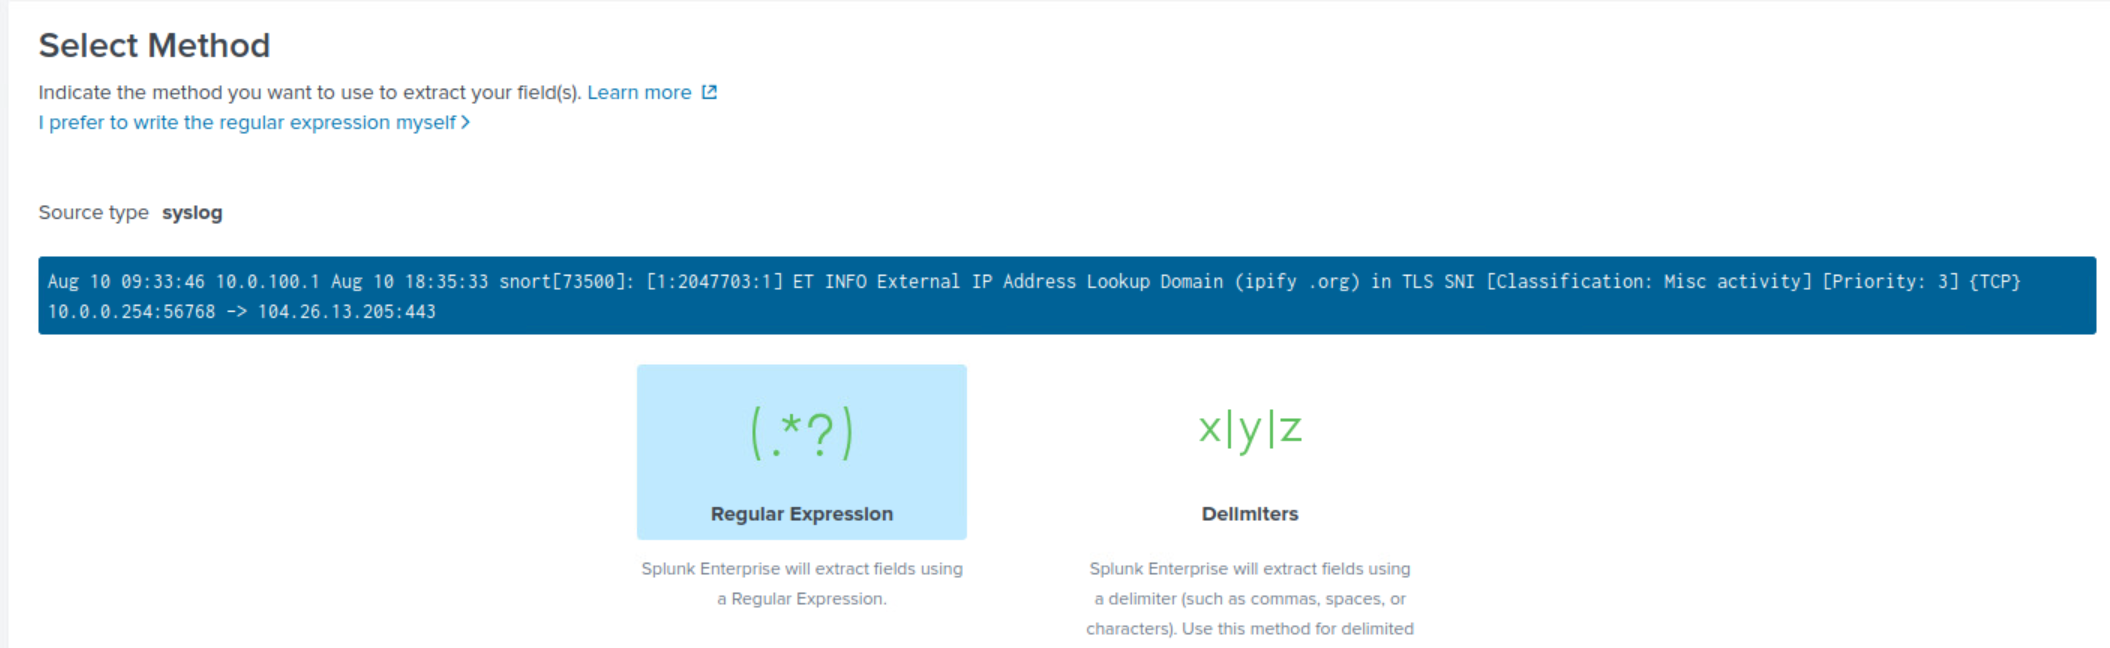 Select Method
Indicate the method you want to use to extract your field(s). Learn more
I prefer to write the regular expression myself >
Source type syslog
Aug 10 09:33:46 10.0.100.1 Aug 10 18:35:33 snort[73500]: [1:2047703:1] ET INFO External IP Address Lookup Domain (ipify .org) in TLS SNI [Classification: Misc activity] [Priority: 3] {TCP}
10.0.0.254:56768 -> 104.26.13.205:443
(.*?)
x|y|z
Regular Expression
Delimiters
Splunk Enterprise will extract fields using
a Regular Expression.
Splunk Enterprise will extract fields using
a delimiter (such as commas, spaces, or
characters). Use this method for delimited